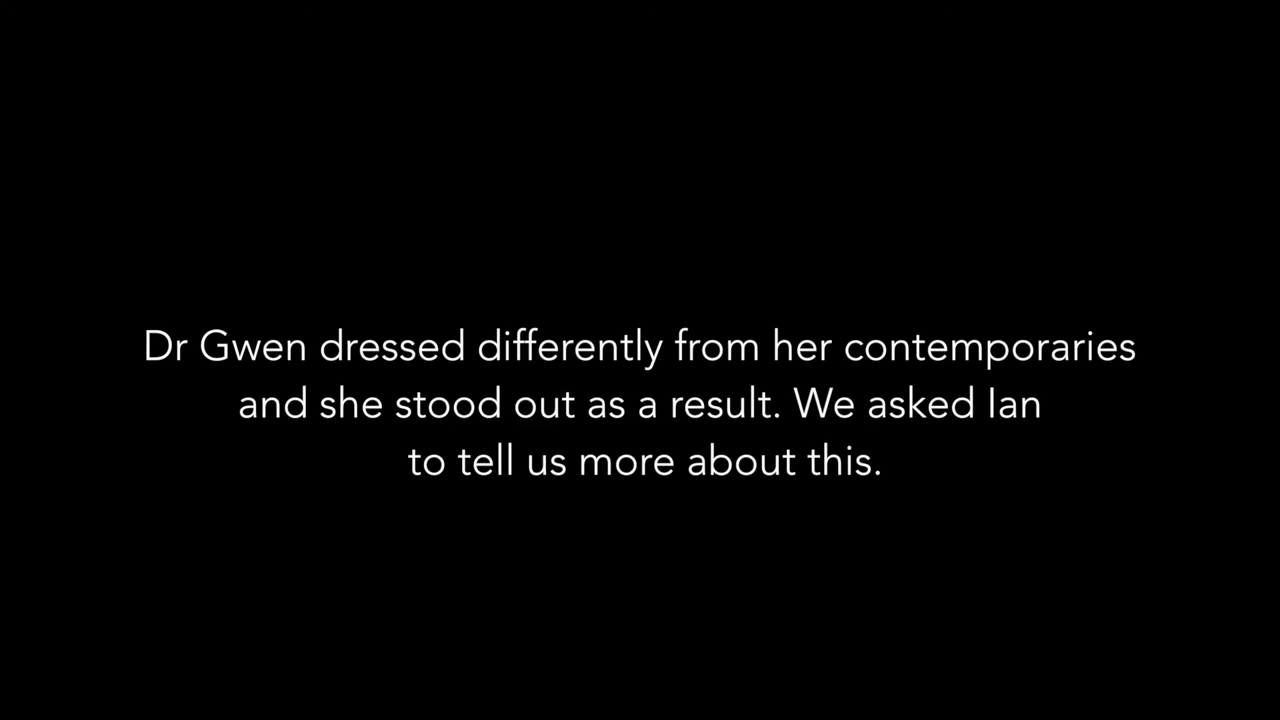 Dr Gwen dressed differently from her contemporaries
and she stood out as a result. We asked Ian
to tell us more about this.